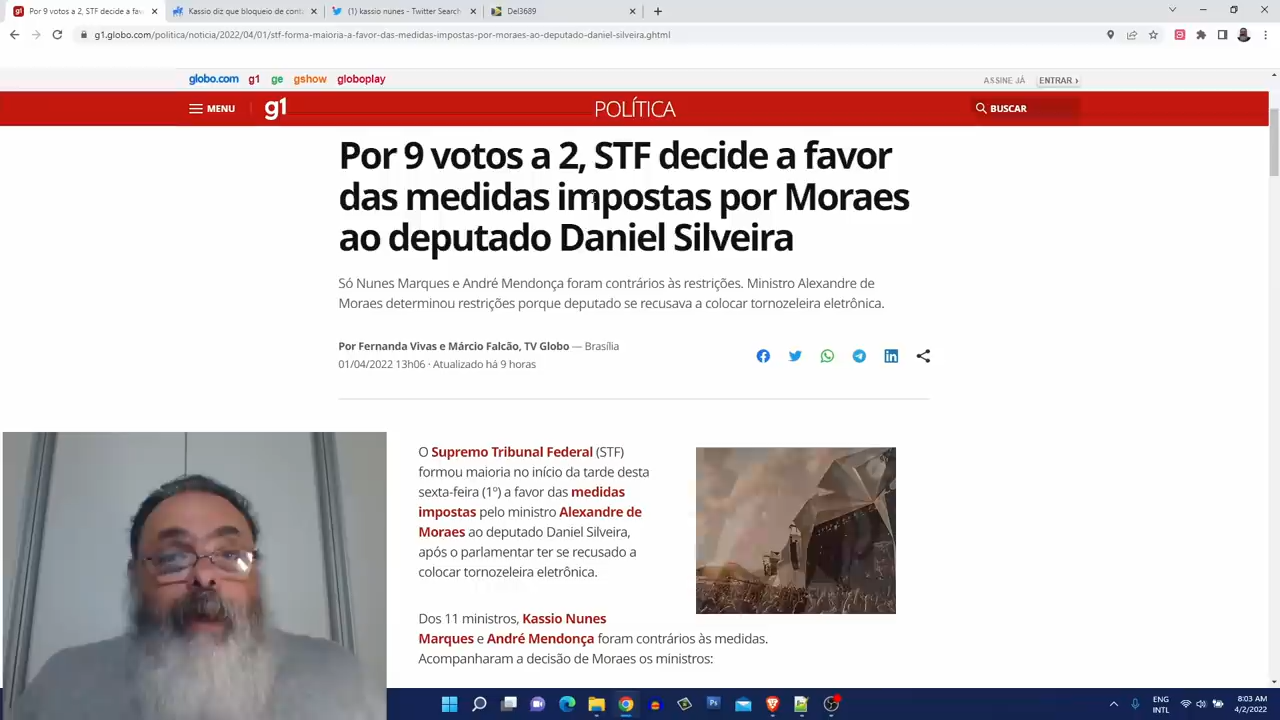 Por 9 votos a 2, STF decide a fav
Kassio diz que bloqueio de conta
(1) kassio nunes - Twitter Search
Del3689
g1.globo.com/politica/noticia/2022/04/01/stf-forma-maioria-a-favor-das-medidas-impostas-por-moraes-ao-deputado-daniel-silveira.ghtml
globo.com g1 ge gshow globoplay
ASSINE JÁ ENTRAR ›
MENU g1 POLÍTICA BUSCAR
Por 9 votos a 2, STF decide a favor
das medidas impostas por Moraes
ao deputado Daniel Silveira
Só Nunes Marques e André Mendonça foram contrários às restrições. Ministro Alexandre de
Moraes determinou restrições porque deputado se recusava a colocar tornozeleira eletrônica.
Por Fernanda Vivas e Márcio Falcão, TV Globo — Brasília
01/04/2022 13h06 · Atualizado há 9 horas
O Supremo Tribunal Federal (STF)
formou maioria no início da tarde desta
sexta-feira (1º) a favor das medidas
impostas pelo ministro Alexandre de
Moraes ao deputado Daniel Silveira,
após o parlamentar ter se recusado a
colocar tornozeleira eletrônica.
Dos 11 ministros, Kassio Nunes
Marques e André Mendonça foram contrários às medidas.
Acompanharam a decisão de Moraes os ministros:
ENG
INTL
8:03 AM
4/2/2022